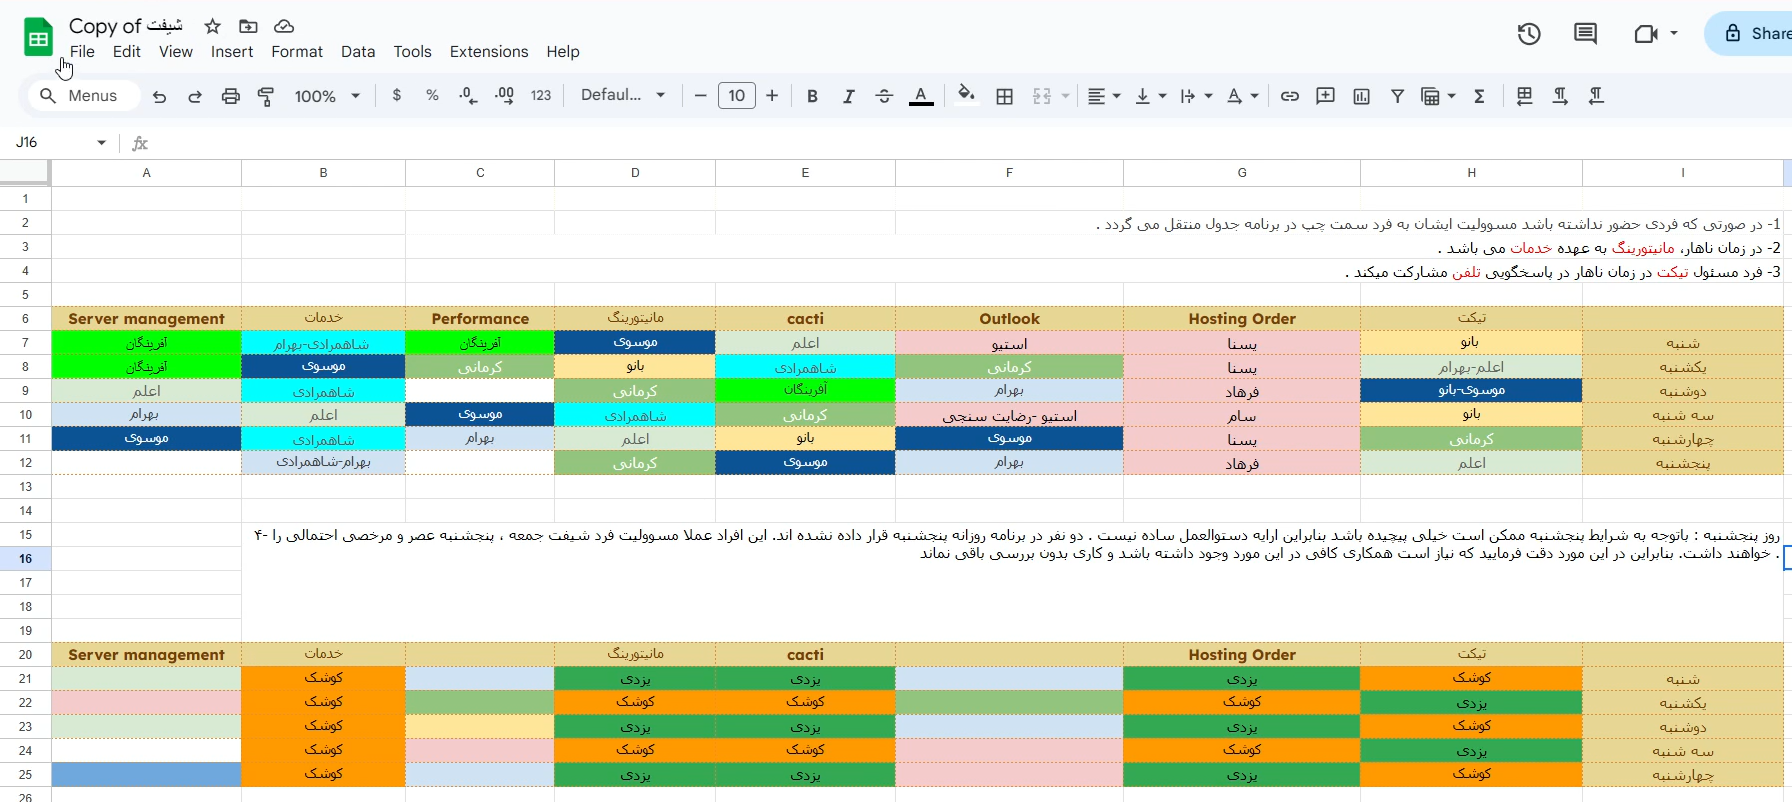 Copy of شیفت
File Edit View Insert Format Data Tools Extensions Help
Share
Menus 100% $ % .0 .00 123 Defaul... 10 B I A Σ
J16 fx
A B C D E F G H I
1
2 1- در صورتی که فردی حضور نداشته باشد مسوولیت ایشان به فرد سمت چپ در برنامه جدول منتقل می گردد .
3 2- در زمان ناهار، مانیتورینگ به عهده خدمات می باشد .
4 3- فرد مسئول تیکت در زمان ناهار در پاسخگویی تلفن مشارکت میکند .
5
6 Server management خدمات Performance مانیتورینگ cacti Outlook Hosting Order تیکت
7 آفرینگان شاهمرادی-بهرام آفرینگان موسوی اعلم استیو یسنا بانو شنبه
8 آفرینگان موسوی کرمانی بانو شاهمرادی کرمانی یسنا اعلم-بهرام یکشنبه
9 اعلم شاهمرادی کرمانی آفرینگان بهرام فرهاد موسوی-بانو دوشنبه
10 بهرام اعلم موسوی شاهمرادی کرمانی استیو -رضایت سنجی سام بانو سه شنبه
11 موسوی شاهمرادی بهرام اعلم بانو موسوی یسنا کرمانی چهارشنبه
12 بهرام-شاهمرادی کرمانی موسوی بهرام فرهاد اعلم پنجشنبه
13
14
15 روز پنجشنبه : باتوجه به شرایط پنجشنبه ممکن است خیلی پیچیده باشد بنابراین ارایه دستوالعمل ساده نیست . دو نفر در برنامه روزانه پنجشنبه قرار داده نشده اند. این افراد عملا مسوولیت فرد شیفت جمعه ، پنجشنبه عصر و مرخصی احتمالی را -۴
16 . خواهند داشت. بنابراین در این مورد دقت فرمایید که نیاز است همکاری کافی در این مورد وجود داشته باشد و کاری بدون بررسی باقی نماند
17
18
19
20 Server management خدمات مانیتورینگ cacti Hosting Order تیکت
21 کوشک یزدی یزدی یزدی کوشک شنبه
22 کوشک کوشک کوشک کوشک یزدی یکشنبه
23 کوشک یزدی یزدی یزدی کوشک دوشنبه
24 کوشک کوشک کوشک کوشک یزدی سه شنبه
25 کوشک یزدی یزدی یزدی کوشک چهارشنبه
26